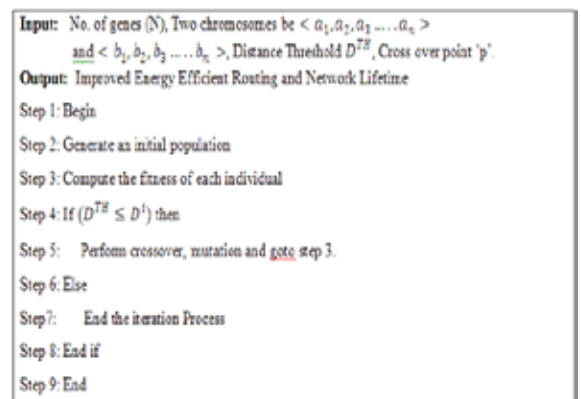 Input: No. of genes (N), Two chromosomes be < a₁,a₂,a₃ .....aₙ >
and < b₁,b₂,b₃ .....bₙ >, Distance Threshold Dᵀᴴ, Cross over point 'p'.
Output: Improved Energy Efficient Routing and Network Lifetime
Step 1: Begin
Step 2: Generate an initial population
Step 3: Compute the fitness of each individual
Step 4: If (Dᵀᴴ ≤ Dⁱ) then
Step 5: Perform crossover, mutation and goto step 3.
Step 6: Else
Step7: End the iteration Process
Step 8: End if
Step 9: End